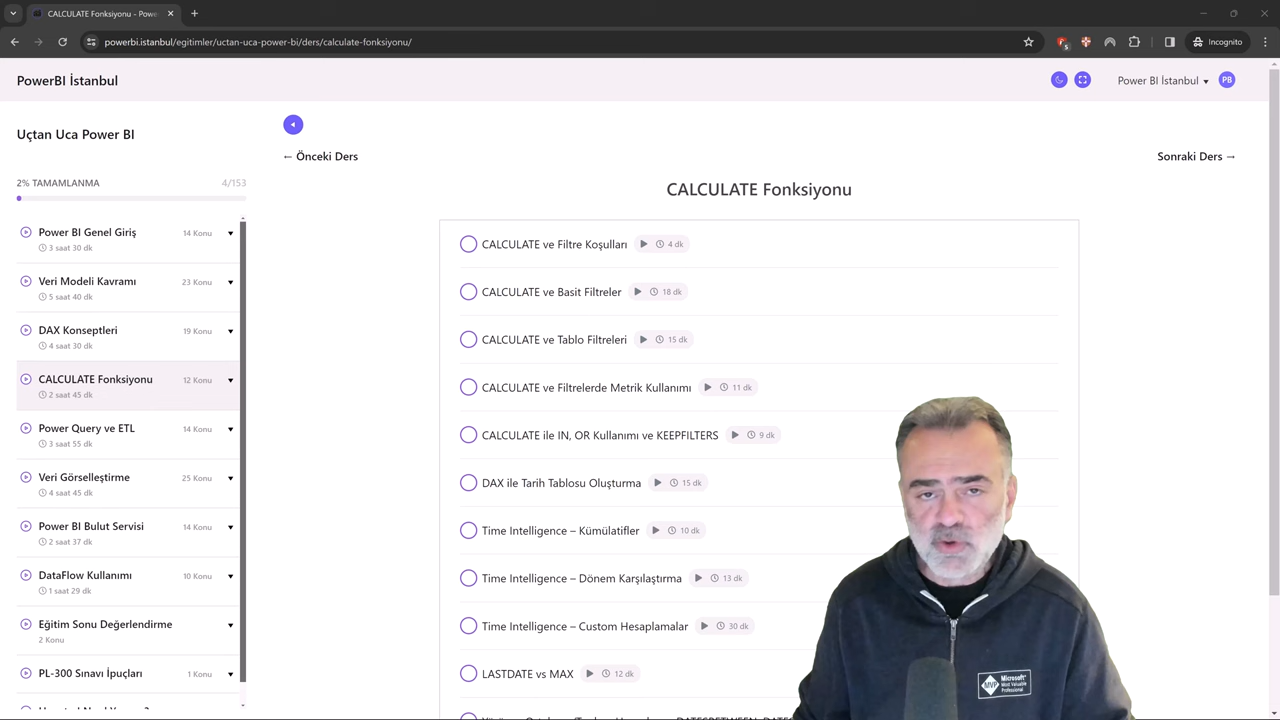 CALCULATE Fonksiyonu - Powe
powerbi.istanbul/egitimler/uctan-uca-power-bi/ders/calculate-fonksiyonu/
Incognito
PowerBI İstanbul
Power BI İstanbul
PB
Uçtan Uca Power BI
2% TAMAMLANMA
4/153
Power BI Genel Giriş
14 Konu
3 saat 30 dk
Veri Modeli Kavramı
23 Konu
5 saat 40 dk
DAX Konseptleri
19 Konu
4 saat 30 dk
CALCULATE Fonksiyonu
12 Konu
2 saat 45 dk
Power Query ve ETL
14 Konu
3 saat 55 dk
Veri Görselleştirme
25 Konu
4 saat 45 dk
Power BI Bulut Servisi
14 Konu
2 saat 37 dk
DataFlow Kullanımı
10 Konu
1 saat 29 dk
Eğitim Sonu Değerlendirme
2 Konu
PL-300 Sınavı İpuçları
1 Konu
← Önceki Ders
Sonraki Ders →
CALCULATE Fonksiyonu
CALCULATE ve Filtre Koşulları 4 dk
CALCULATE ve Basit Filtreler 18 dk
CALCULATE ve Tablo Filtreleri 15 dk
CALCULATE ve Filtrelerde Metrik Kullanımı 11 dk
CALCULATE ile IN, OR Kullanımı ve KEEPFILTERS 9 dk
DAX ile Tarih Tablosu Oluşturma 15 dk
Time Intelligence – Kümülatifler 10 dk
Time Intelligence – Dönem Karşılaştırma 13 dk
Time Intelligence – Custom Hesaplamalar 30 dk
LASTDATE vs MAX 12 dk
MVP
Microsoft
Most Valuable
Professional